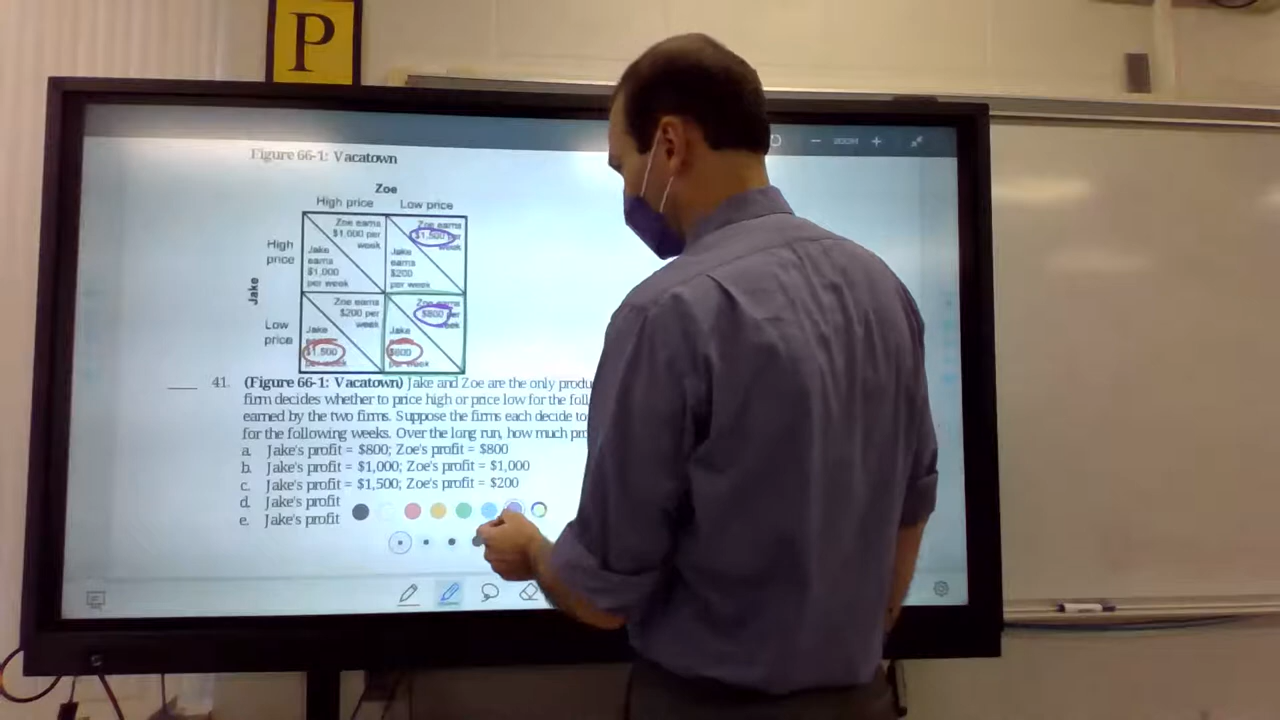 P
ZOOM
Figure 66-1: Vacatown
Zoe
High price Low price
High price
Jake
Low price
Zoe earns $1,000 per week
Jake earns $1,000 per week
Zoe earns $1,500 per week
Jake earns $200 per week
Zoe earns $200 per week
Jake $1,500 per week
Zoe earns $800 per week
Jake $800 per week
41. (Figure 66-1: Vacatown) Jake and Zoe are the only
firm decides whether to price high or price low for the
earned by the two firms. Suppose the firms each decide to
for the following weeks. Over the long run, how much
a. Jake's profit = $800; Zoe's profit = $800
b. Jake's profit = $1,000; Zoe's profit = $1,000
c. Jake's profit = $1,500; Zoe's profit = $200
d. Jake's profit
e. Jake's profit